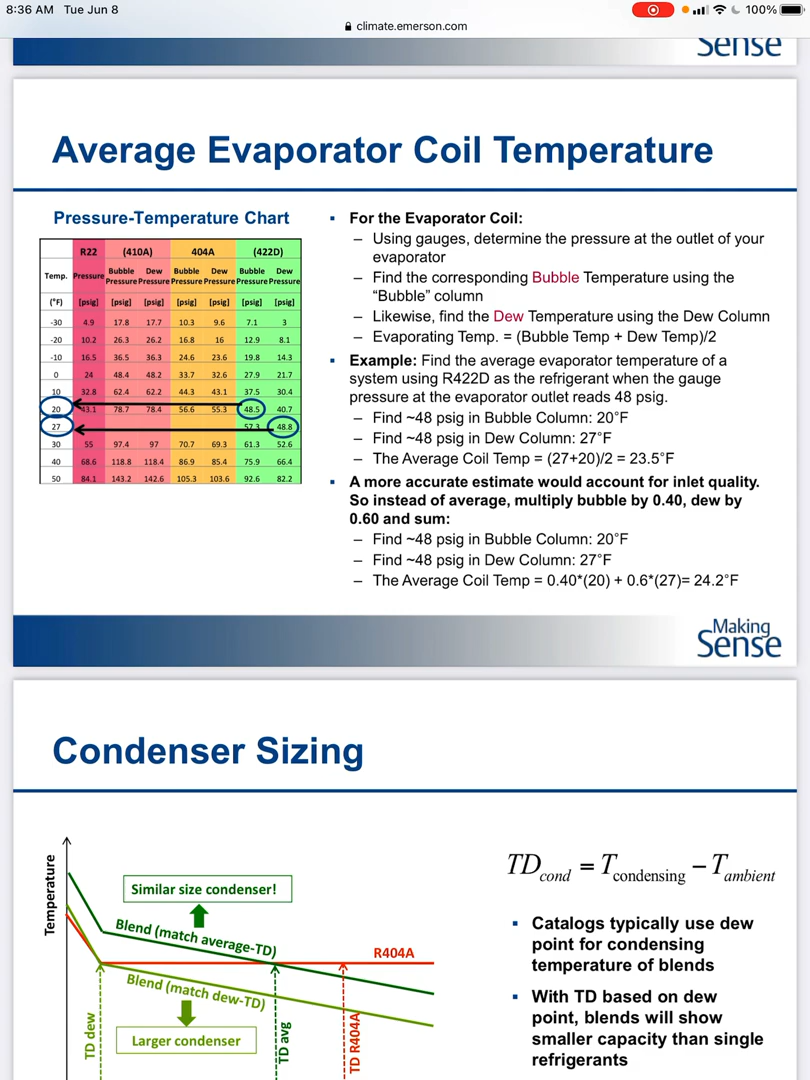 8:36 AM Tue Jun 8
100%
climate.emerson.com
Sense
Average Evaporator Coil Temperature
Pressure-Temperature Chart
R22 (410A) 404A (422D)
Temp. Pressure Bubble Pressure Dew Pressure Bubble Pressure Dew Pressure Bubble Pressure Dew Pressure
(°F) [psig] [psig] [psig] [psig] [psig] [psig] [psig]
-30 4.9 17.8 17.7 10.3 9.6 7.1 3
-20 10.2 26.3 26.2 16.8 16 12.9 8.1
-10 16.5 36.5 36.3 24.6 23.6 19.8 14.3
0 24 48.4 48.2 33.7 32.6 27.9 21.7
10 32.8 62.4 62.2 44.3 43.1 37.5 30.4
20 43.1 78.7 78.4 56.6 55.3 48.5 40.7
27 57.3 48.8
30 55 97.4 97 70.7 69.3 61.3 52.6
40 68.6 118.8 118.4 86.9 85.4 75.9 66.4
50 84.1 143.2 142.6 105.3 103.6 92.6 82.2
▪ For the Evaporator Coil:
– Using gauges, determine the pressure at the outlet of your
evaporator
– Find the corresponding Bubble Temperature using the
“Bubble” column
– Likewise, find the Dew Temperature using the Dew Column
– Evaporating Temp. = (Bubble Temp + Dew Temp)/2
▪ Example: Find the average evaporator temperature of a
system using R422D as the refrigerant when the gauge
pressure at the evaporator outlet reads 48 psig.
– Find ~48 psig in Bubble Column: 20°F
– Find ~48 psig in Dew Column: 27°F
– The Average Coil Temp = (27+20)/2 = 23.5°F
▪ A more accurate estimate would account for inlet quality.
So instead of average, multiply bubble by 0.40, dew by
0.60 and sum:
– Find ~48 psig in Bubble Column: 20°F
– Find ~48 psig in Dew Column: 27°F
– The Average Coil Temp = 0.40*(20) + 0.6*(27)= 24.2°F
Making
Sense
Condenser Sizing
Temperature
Similar size condenser!
Blend (match average-TD)
R404A
Blend (match dew-TD)
Larger condenser
TD dew
TD avg
TD R404A
TDcond = Tcondensing − Tambient
▪ Catalogs typically use dew
point for condensing
temperature of blends
▪ With TD based on dew
point, blends will show
smaller capacity than single
refrigerants